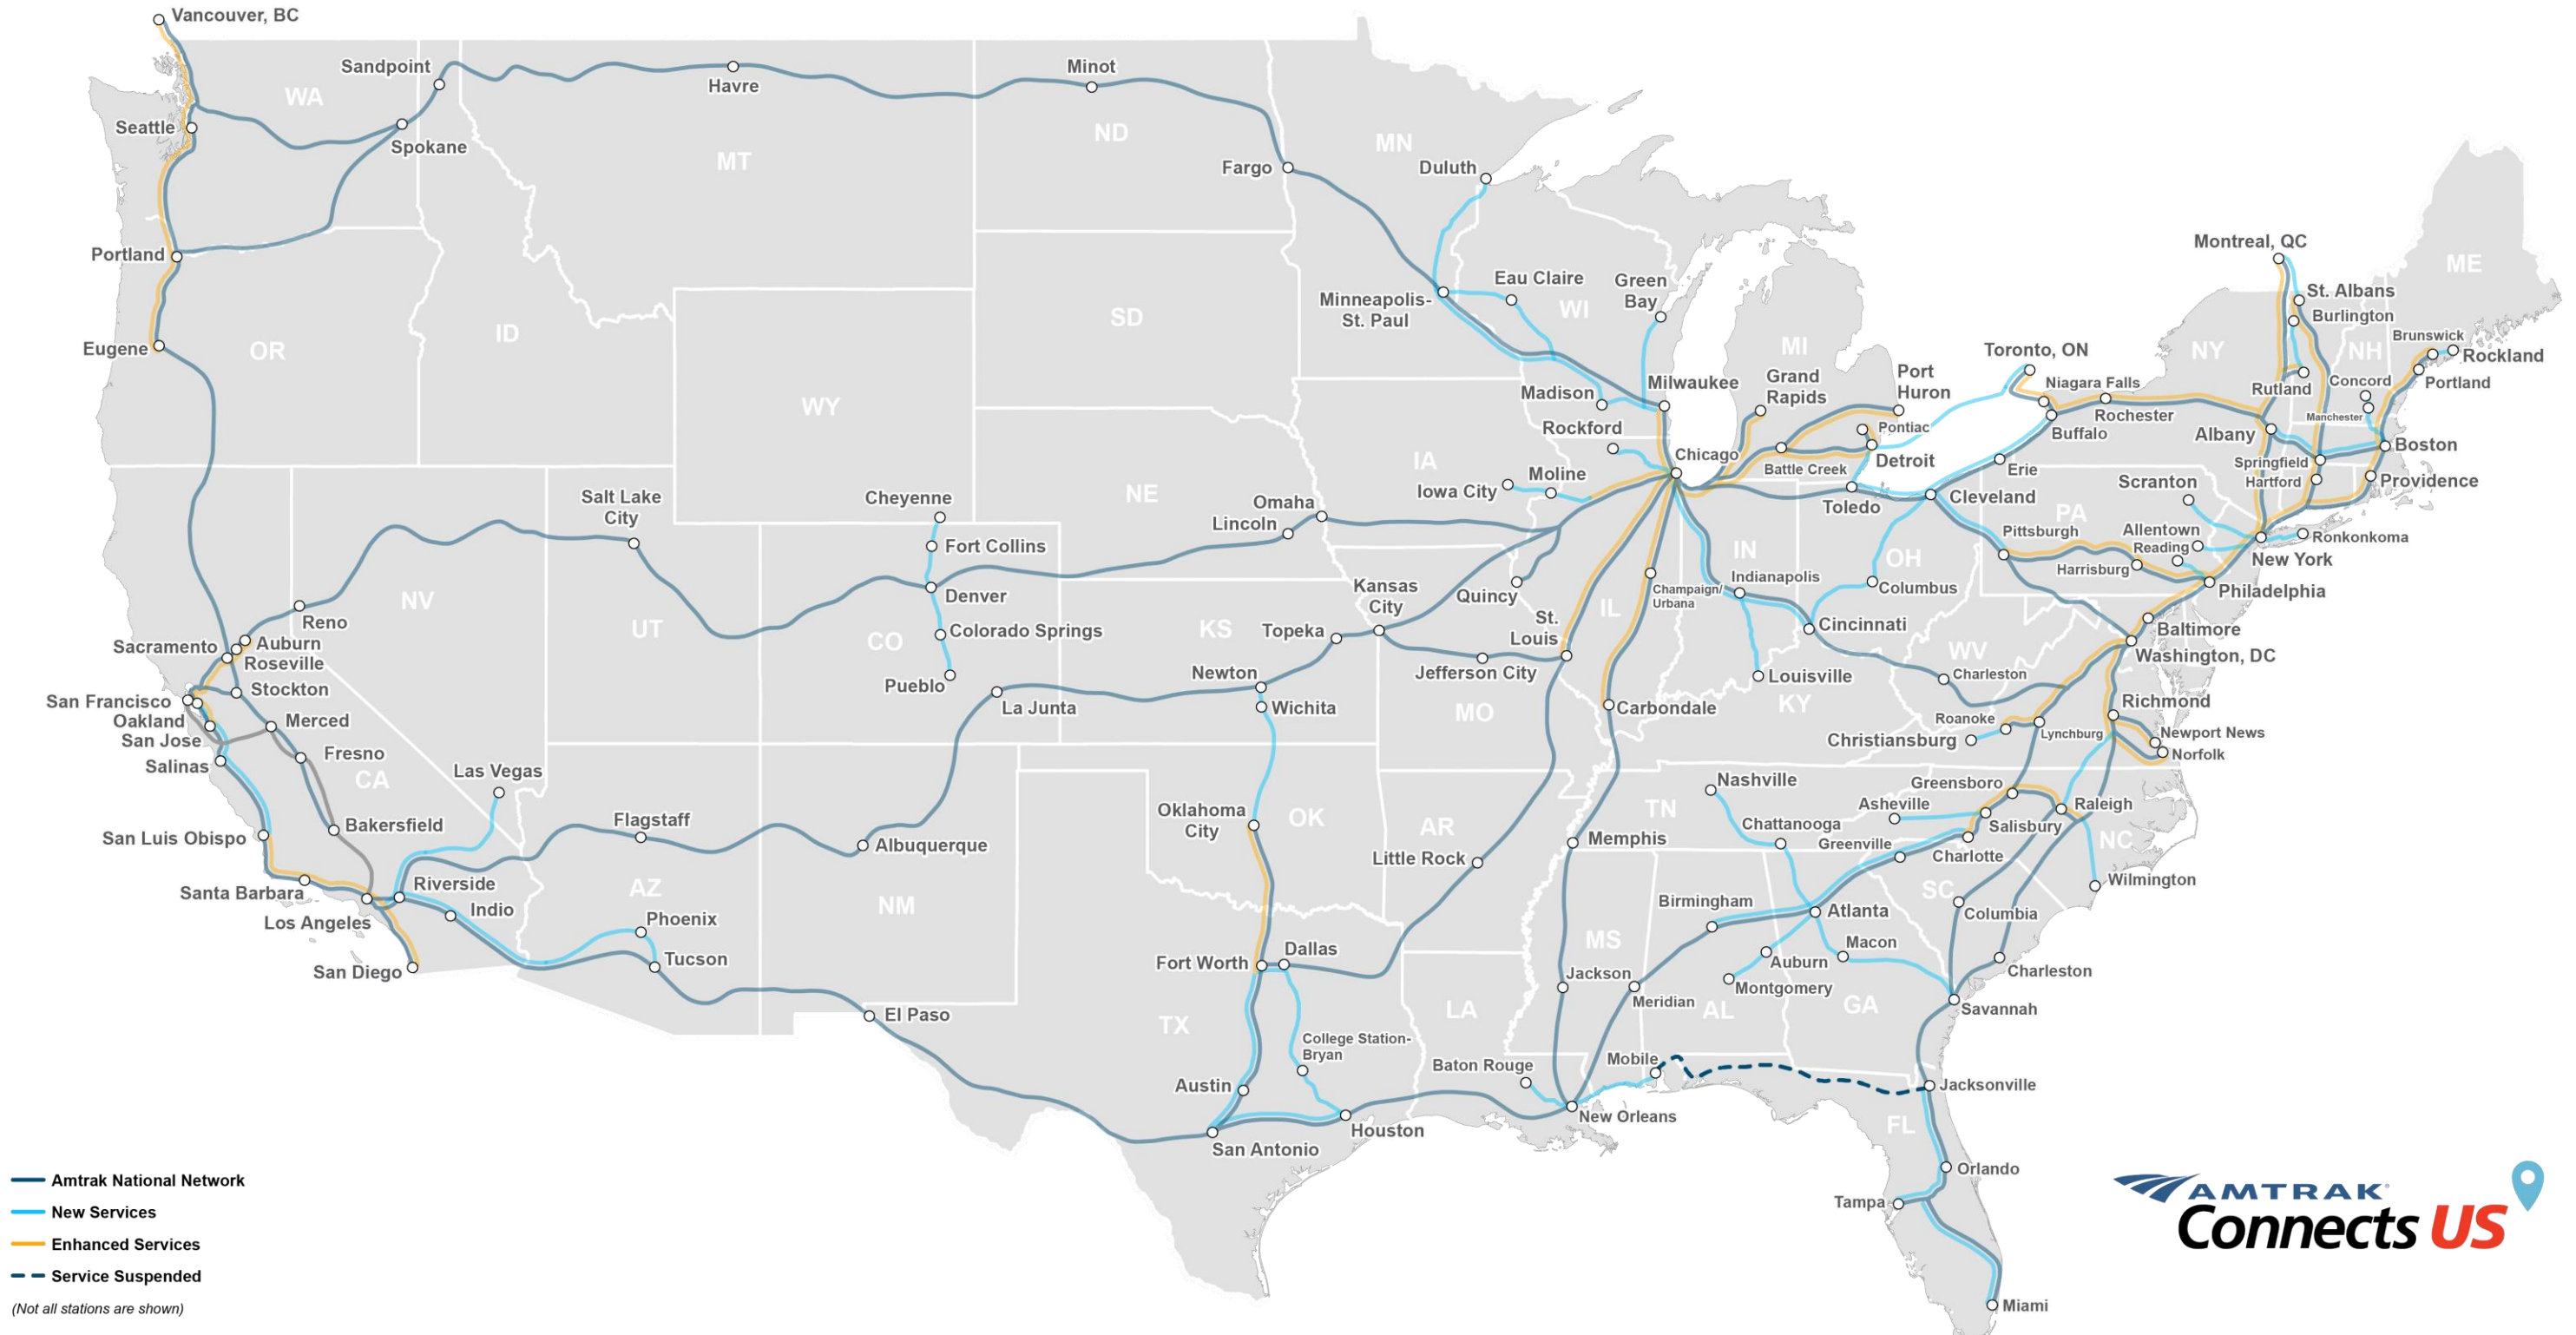 Vancouver, BC
Sandpoint
Havre
Minot
WA
Seattle
Spokane
MT
ND
Fargo
MN
Duluth
Portland
Eugene
OR
ID
SD
Minneapolis-
St. Paul
Eau Claire
WI
Green
Bay
Madison
Milwaukee
Rockford
Chicago
MI
Grand
Rapids
Port
Huron
Pontiac
Battle Creek
Detroit
Toronto, ON
Niagara Falls
Rochester
Buffalo
Erie
Cleveland
Toledo
Montreal, QC
St. Albans
Burlington
ME
NY
NH
Brunswick
Rockland
Portland
Rutland
Concord
Manchester
Albany
Boston
Springfield
Hartford
Providence
Scranton
PA
Pittsburgh
Allentown
Reading
Harrisburg
Ronkonkoma
New York
Philadelphia
Baltimore
Washington, DC
WY
Salt Lake
City
Cheyenne
Fort Collins
Denver
Colorado Springs
Pueblo
CO
UT
NV
Reno
Auburn
Roseville
Sacramento
Stockton
San Francisco
Oakland
San Jose
Merced
Fresno
Salinas
CA
Las Vegas
San Luis Obispo
Bakersfield
Santa Barbara
Los Angeles
Riverside
Indio
San Diego
NE
Lincoln
Omaha
IA
Iowa City
Moline
Quincy
Kansas
City
Topeka
KS
Newton
Wichita
La Junta
Jefferson City
St.
Louis
MO
IL
Champaign/
Urbana
Carbondale
IN
Indianapolis
OH
Columbus
Cincinnati
Louisville
KY
WV
Charleston
Roanoke
Christiansburg
Lynchburg
Richmond
Newport News
Norfolk
Flagstaff
Albuquerque
AZ
Phoenix
Tucson
NM
El Paso
Oklahoma
City
OK
AR
Little Rock
Memphis
TN
Nashville
Chattanooga
Asheville
Greenville
Greensboro
Salisbury
Charlotte
Raleigh
NC
Wilmington
SC
Columbia
Charleston
Birmingham
Atlanta
Macon
Auburn
Montgomery
MS
Jackson
Meridian
AL
GA
Savannah
Fort Worth
Dallas
TX
College Station-
Bryan
LA
Baton Rouge
Mobile
Jacksonville
Austin
San Antonio
Houston
New Orleans
FL
Orlando
Tampa
Miami
Amtrak National Network
New Services
Enhanced Services
Service Suspended
(Not all stations are shown)
AMTRAK
Connects US